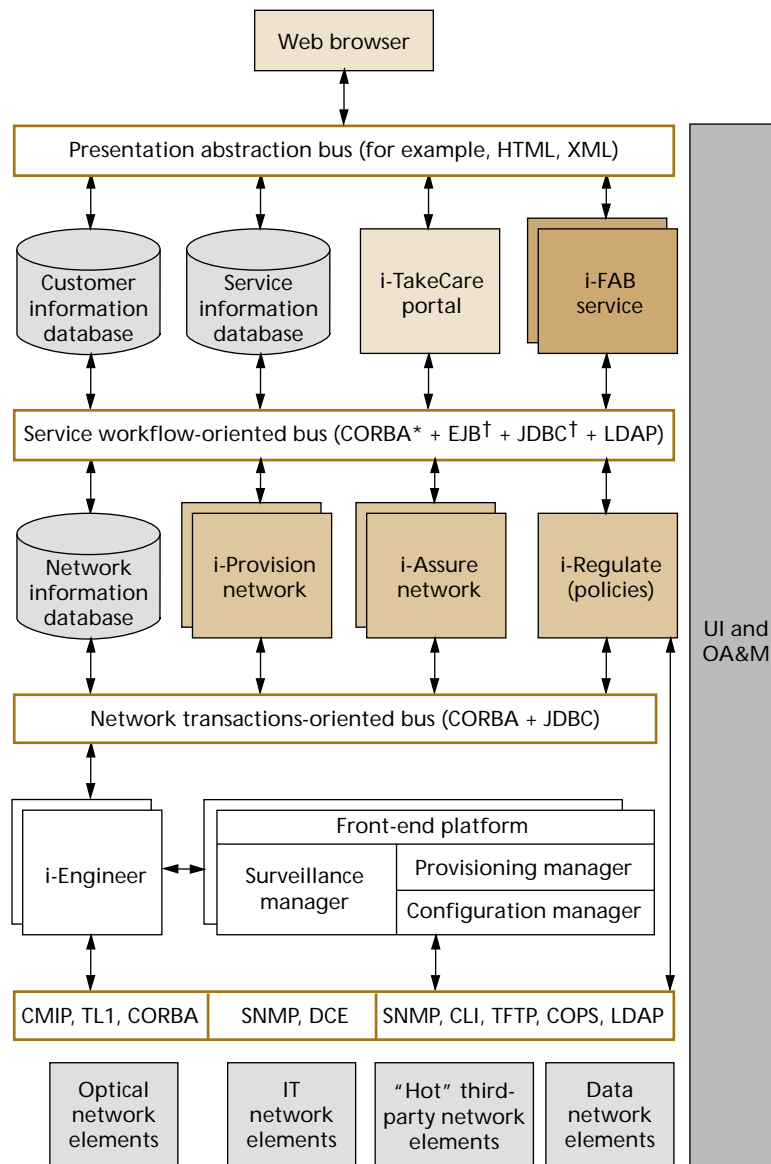 Web browser
Presentation abstraction bus (for example, HTML, XML)
Customer
information
database
Service
information
database
i-TakeCare
portal
i-FAB
service
Service workflow-oriented bus (CORBA* + EJB† + JDBC† + LDAP)
Network
information
database
i-Provision
network
i-Assure
network
i-Regulate
(policies)
UI and
OA&M
Network transactions-oriented bus (CORBA + JDBC)
i-Engineer
Front-end platform
Surveillance
manager
Provisioning manager
Configuration manager
CMIP, TL1, CORBA
SNMP, DCE
SNMP, CLI, TFTP, COPS, LDAP
Optical
network
elements
IT
network
elements
“Hot” third-
party network
elements
Data
network
elements